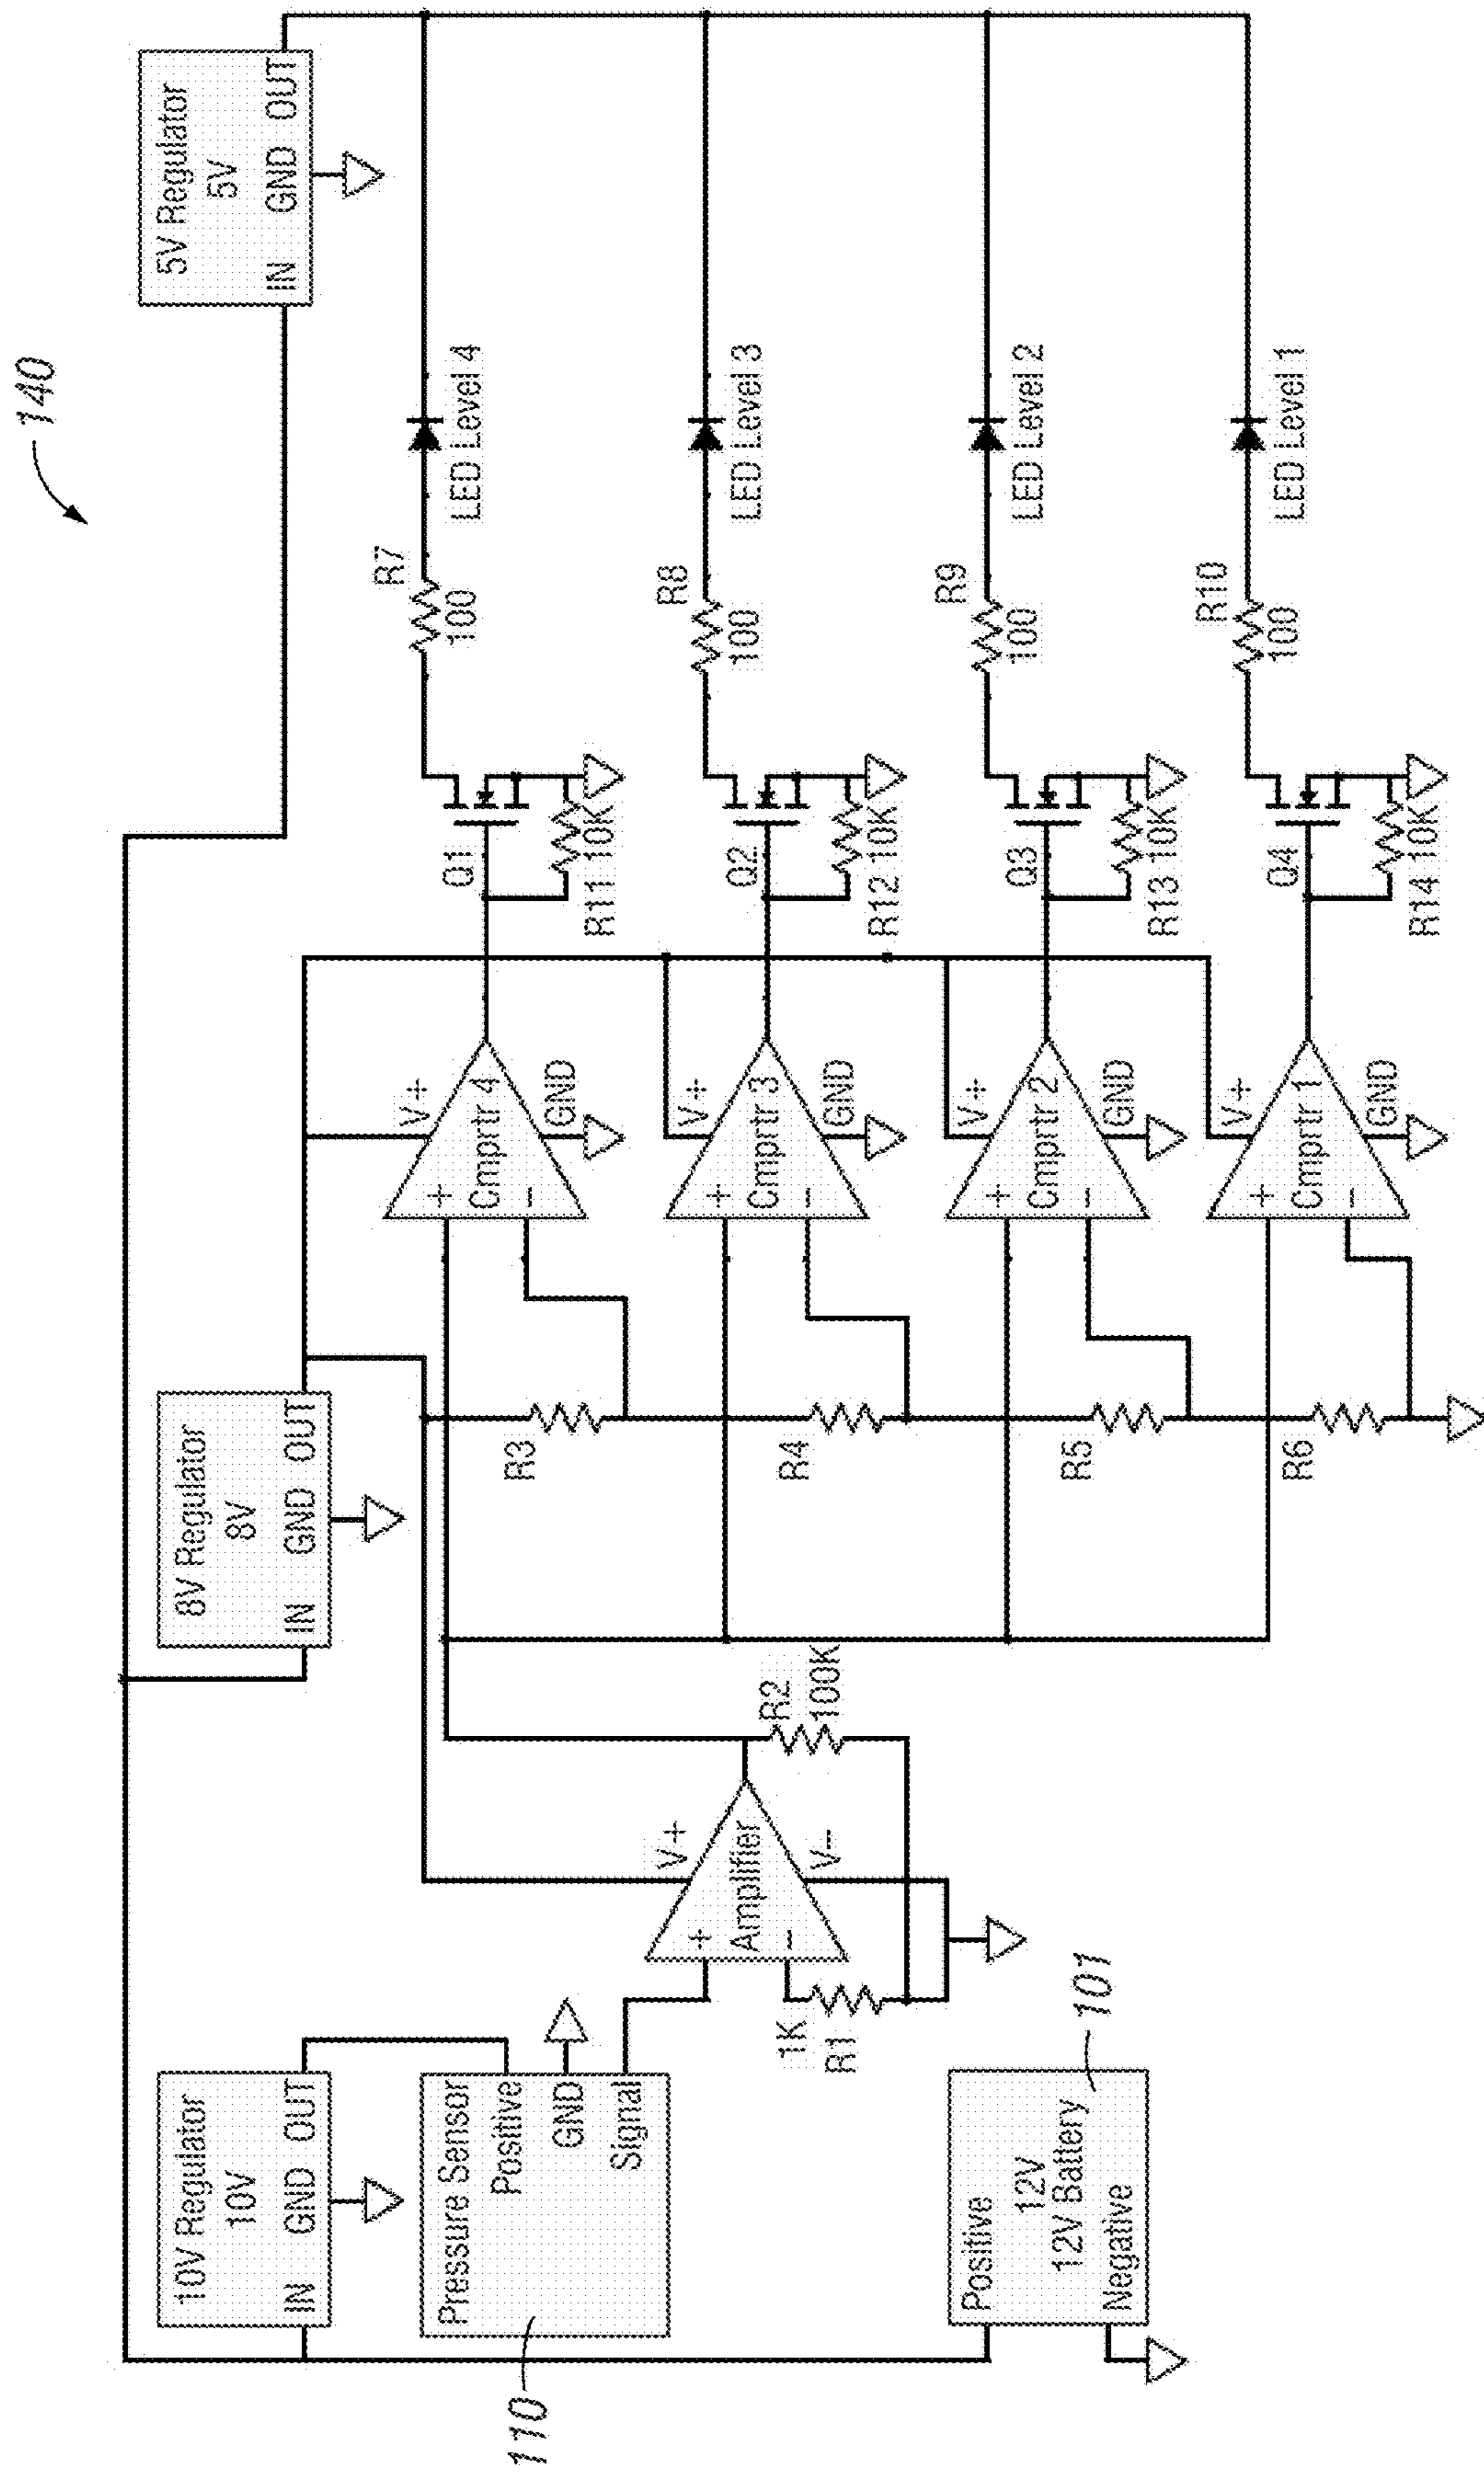 140
10V Regulator
10V
IN GND OUT
8V Regulator
8V
IN GND OUT
5V Regulator
5V
IN GND OUT
Pressure Sensor
Positive
GND
Signal
110
12V
12V Battery
Positive
Negative
101
1K
R1
Amplifier
+
-
V+
V-
R2
100K
R3
R4
R5
R6
Cmprtr 4
+
-
V+
GND
Cmprtr 3
+
-
V+
GND
Cmprtr 2
+
-
V+
GND
Cmprtr 1
+
-
V+
GND
Q1
R11 10K
R7
100
LED Level 4
Q2
R12 10K
R8
100
LED Level 3
Q3
R13 10K
R9
100
LED Level 2
Q4
R14 10K
R10
100
LED Level 1